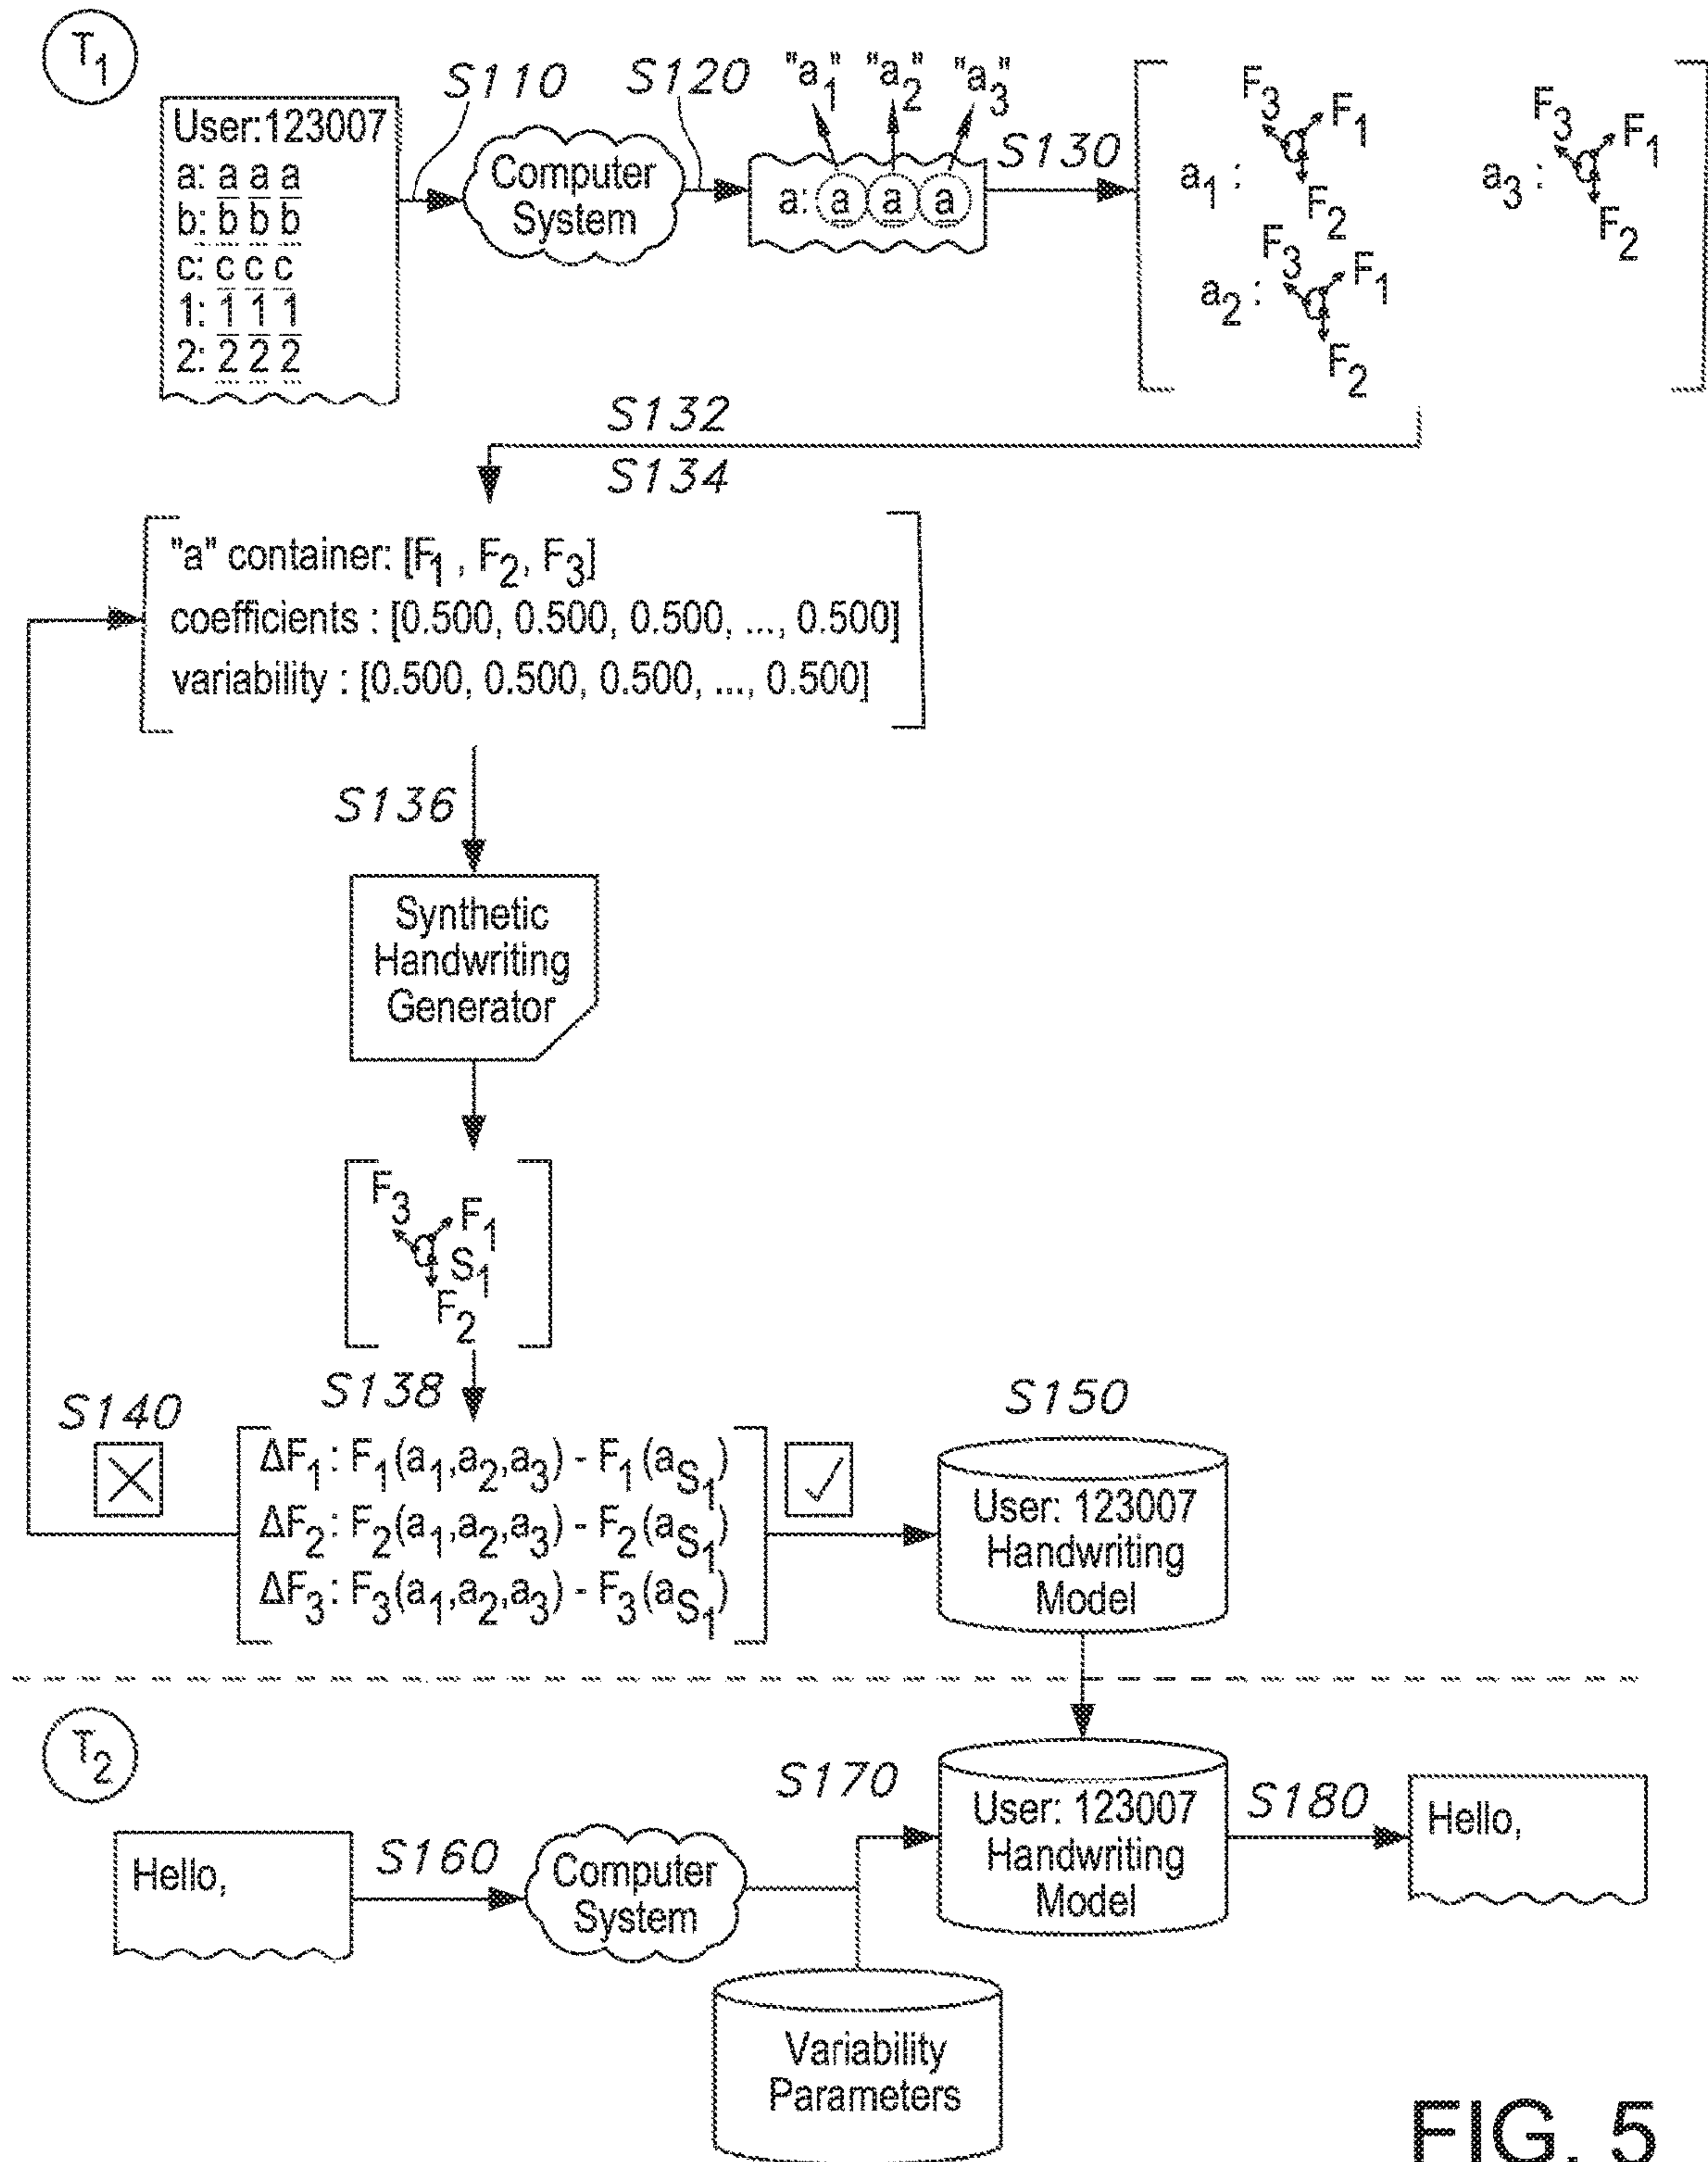 T1
S110
S120
"a1" "a2" "a3"
User:123007
a: a a a
b: b b b
c: c c c
1: 1 1 1
2: 2 2 2
Computer
System
a: a a a
S130
a1 : F3 F1 F2
a3 : F3 F1 F2
a2 : F3 F1 F2
S132
S134
"a" container: [F1 , F2, F3]
coefficients : [0.500, 0.500, 0.500, ..., 0.500]
variability : [0.500, 0.500, 0.500, ..., 0.500]
S136
Synthetic
Handwriting
Generator
F3
F1
S1
F2
S138
S140
ΔF1: F1(a1,a2,a3) - F1(aS1)
ΔF2: F2(a1,a2,a3) - F2(aS1)
ΔF3: F3(a1,a2,a3) - F3(aS1)
S150
User: 123007
Handwriting
Model
T2
Hello,
S160
Computer
System
S170
User: 123007
Handwriting
Model
S180
Hello,
Variability
Parameters
FIG. 5